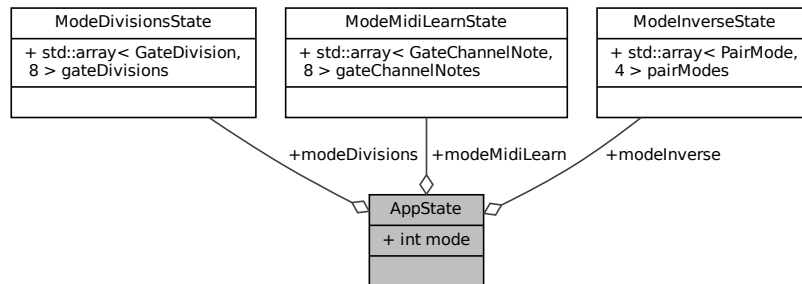 ModeDivisionsState
+ std::array< GateDivision,
8 > gateDivisions
ModeMidiLearnState
+ std::array< GateChannelNote,
8 > gateChannelNotes
ModeInverseState
+ std::array< PairMode,
4 > pairModes
+modeDivisions
+modeMidiLearn
+modeInverse
AppState
+ int mode